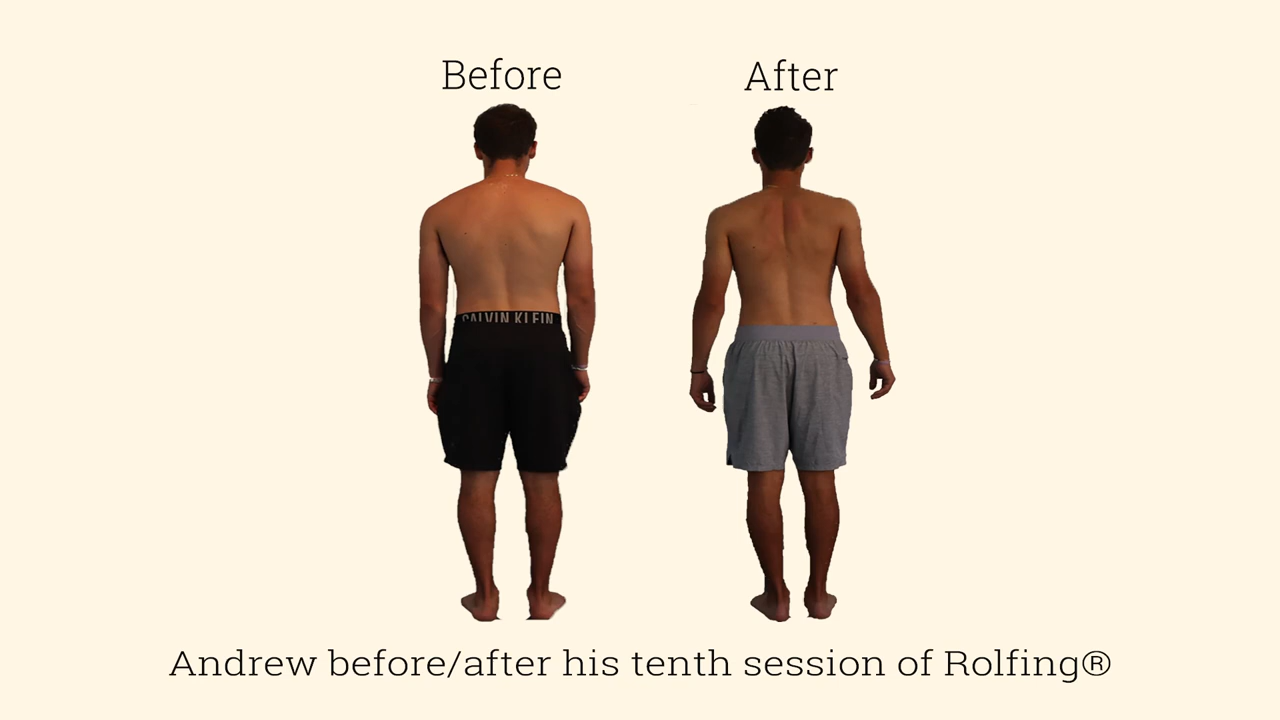 Before
After
CALVIN KLEIN
Andrew before/after his tenth session of Rolfing®